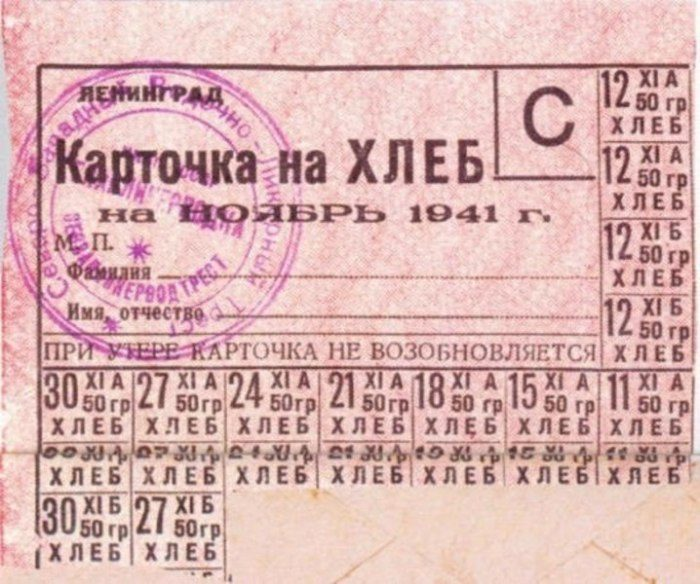 ЛЕНИНГРАД
С
Карточка на ХЛЕБ
на НОЯБРЬ 1941 г.
М. П.
Фамилия
Имя, отчество
ПРИ УТЕРЕ КАРТОЧКА НЕ ВОЗОБНОВЛЯЕТСЯ
12 XI А
50 гр
ХЛЕБ
12 XI А
50 гр
ХЛЕБ
12 XI Б
50 гр
ХЛЕБ
12 XI Б
50 гр
ХЛЕБ
30 XI А 27 XI А 24 XI А 21 XI А 18 XI А 15 XI А 11 XI А
50 гр 50 гр 50 гр 50 гр 50 гр 50 гр 50 гр
ХЛЕБ ХЛЕБ ХЛЕБ ХЛЕБ ХЛЕБ ХЛЕБ ХЛЕБ
ХЛЕБ ХЛЕБ ХЛЕБ ХЛЕБ ХЛЕБ ХЛЕБ ХЛЕБ
30 XI Б 27 XI Б
50 гр 50 гр
ХЛЕБ ХЛЕБ